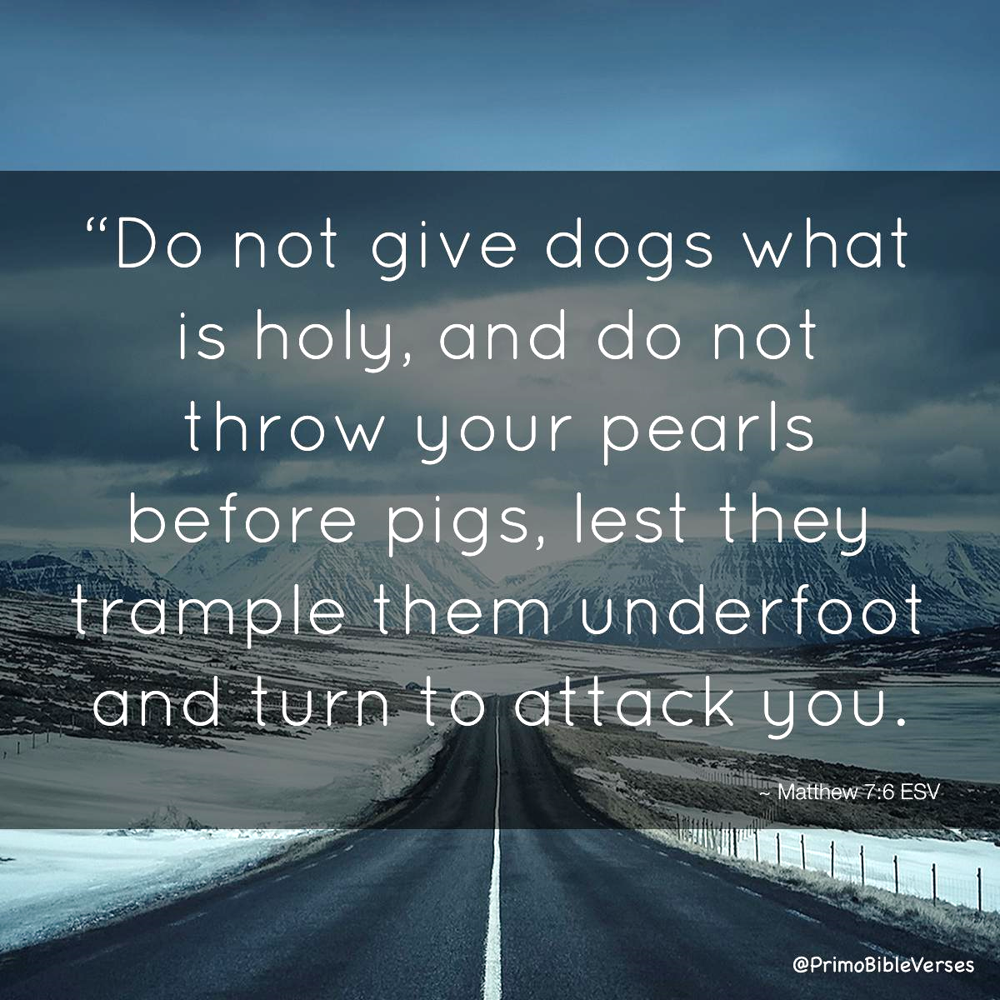 “Do not give dogs what
is holy, and do not
throw your pearls
before pigs, lest they
trample them underfoot
and turn to attack you.
~ Matthew 7:6 ESV
@PrimoBibleVerses